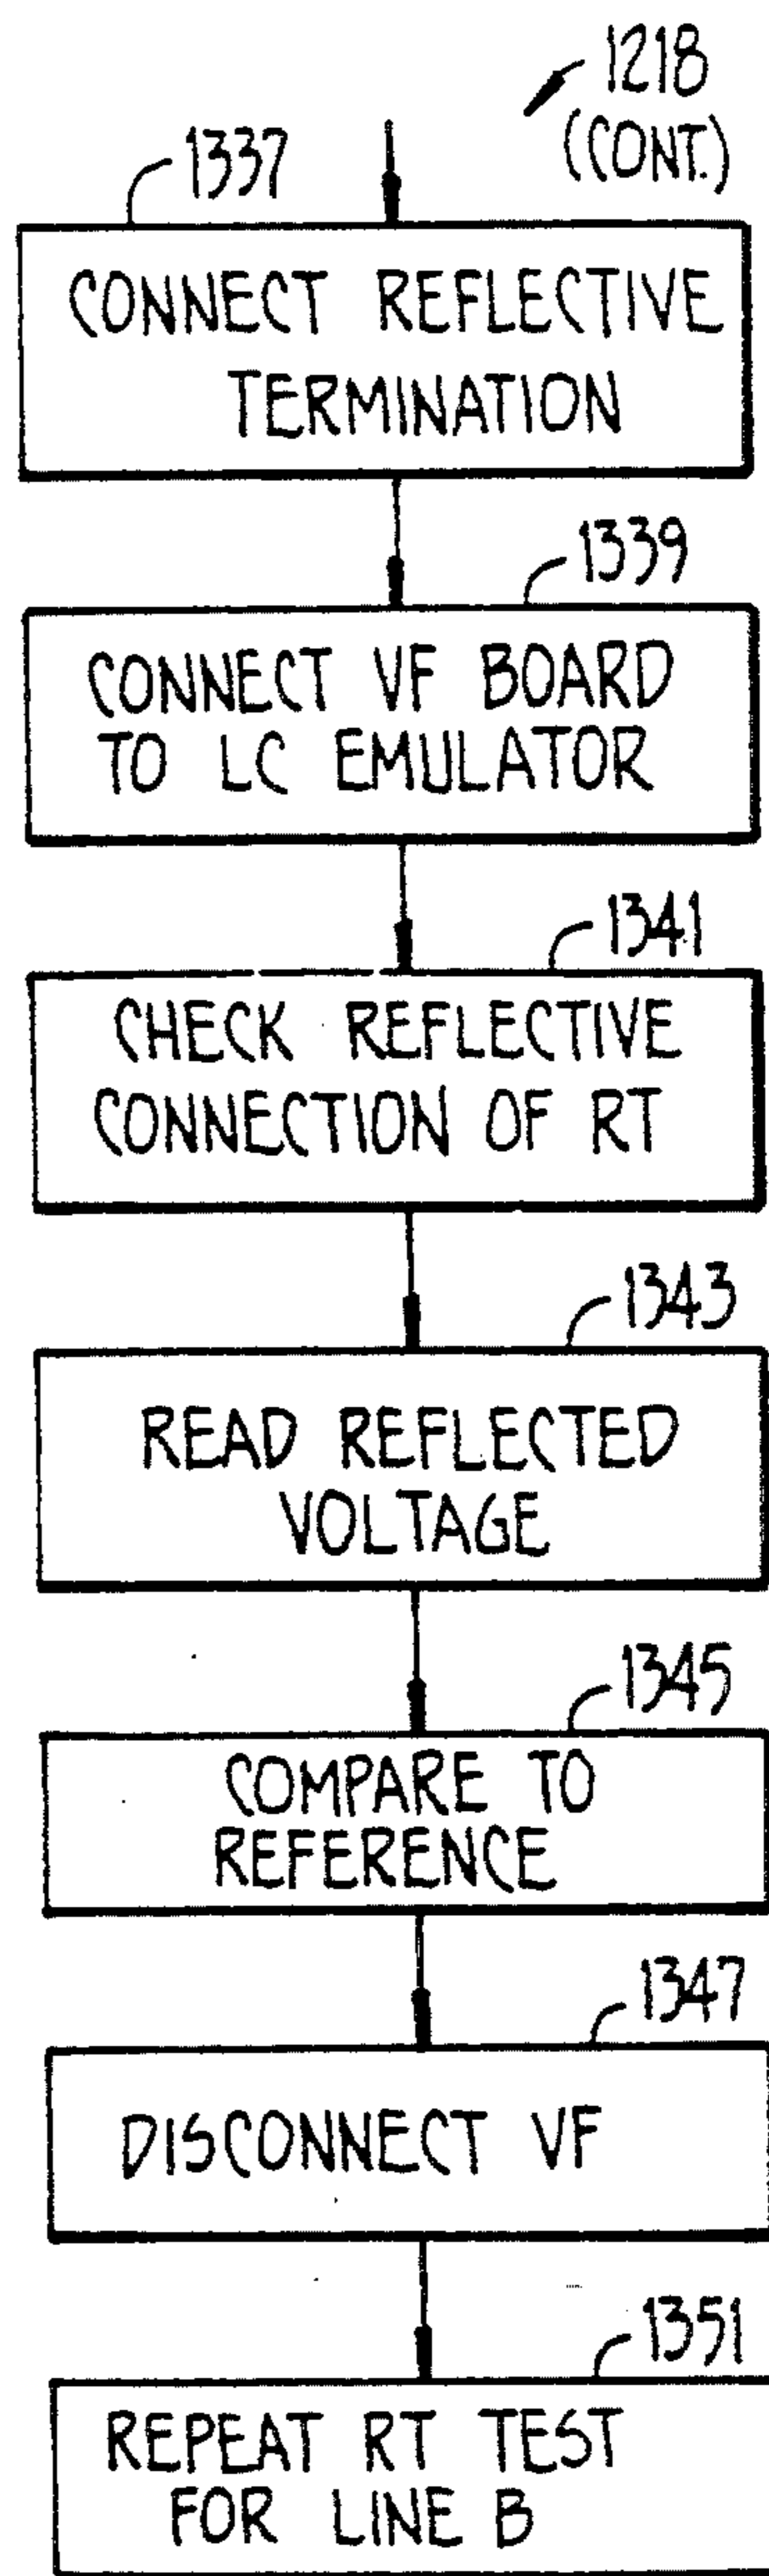 1218
(CONT.)
1337
CONNECT REFLECTIVE
TERMINATION
1339
CONNECT VF BOARD
TO LC EMULATOR
1341
CHECK REFLECTIVE
CONNECTION OF RT
1343
READ REFLECTED
VOLTAGE
1345
COMPARE TO
REFERENCE
1347
DISCONNECT VF
1351
REPEAT RT TEST
FOR LINE B